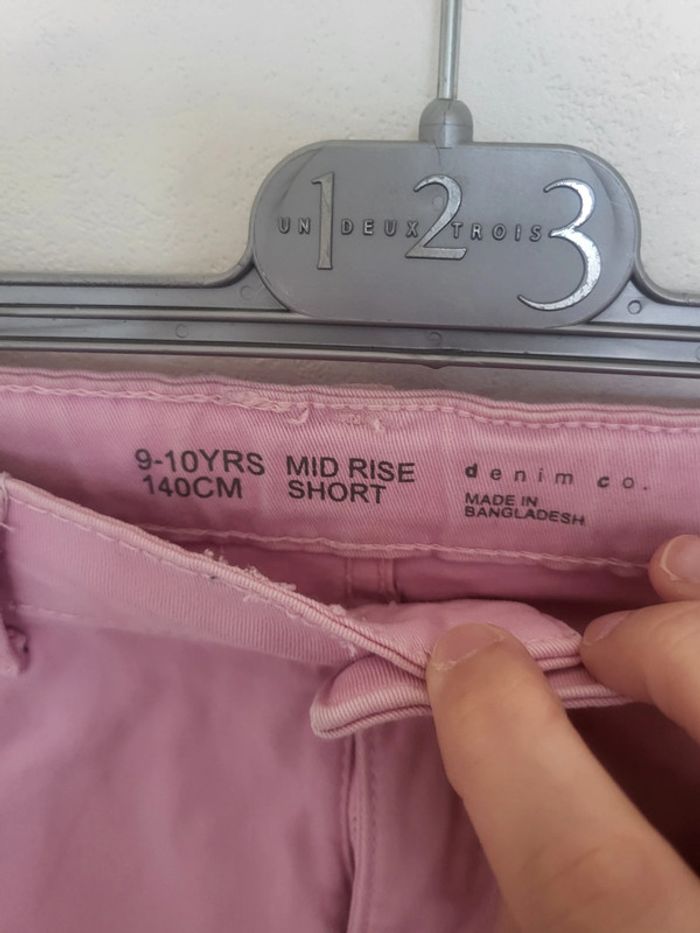 UN 1 DEUX 2 TROIS 3
9-10YRS
140CM
MID RISE
SHORT
denim co.
MADE IN
BANGLADESH